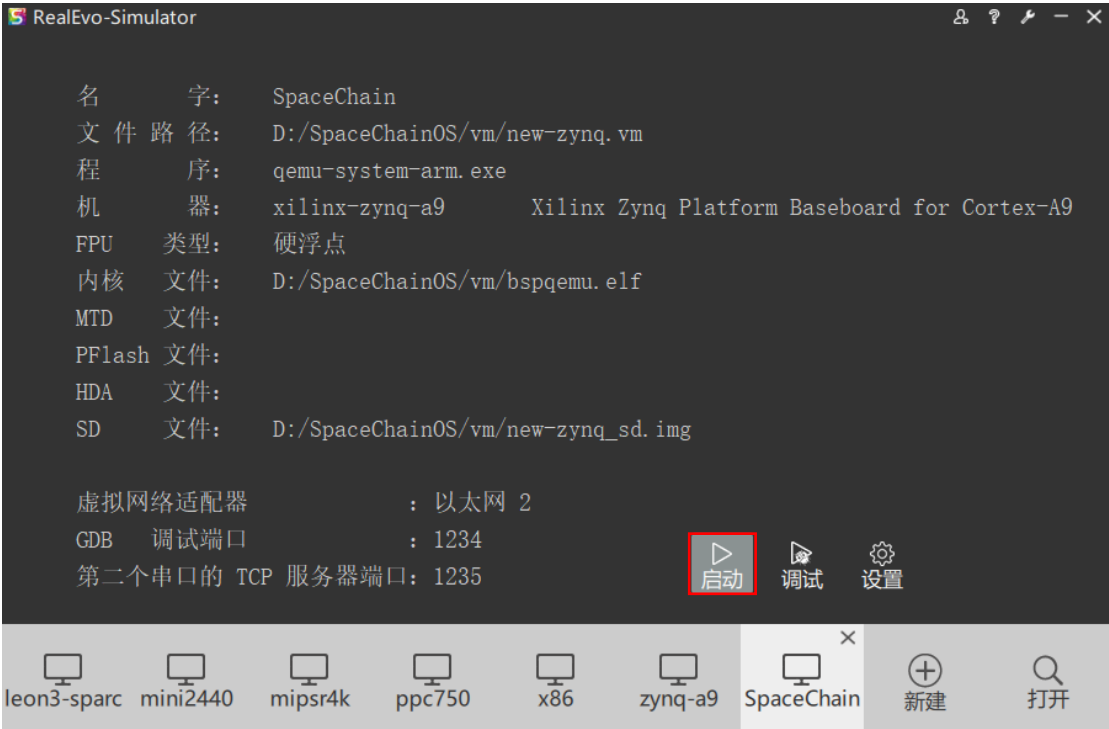 RealEvo-Simulator
名 字: SpaceChain
文 件 路 径: D:/SpaceChainOS/vm/new-zynq.vm
程 序: qemu-system-arm.exe
机 器: xilinx-zynq-a9 Xilinx Zynq Platform Baseboard for Cortex-A9
FPU 类型: 硬浮点
内核 文件: D:/SpaceChainOS/vm/bspqemu.elf
MTD 文件:
PFlash 文件:
HDA 文件:
SD 文件: D:/SpaceChainOS/vm/new-zynq_sd.img
虚拟网络适配器 : 以太网 2
GDB 调试端口 : 1234
第二个串口的 TCP 服务器端口: 1235
启动 调试 设置
leon3-sparc mini2440 mipsr4k ppc750 x86 zynq-a9 SpaceChain 新建 打开